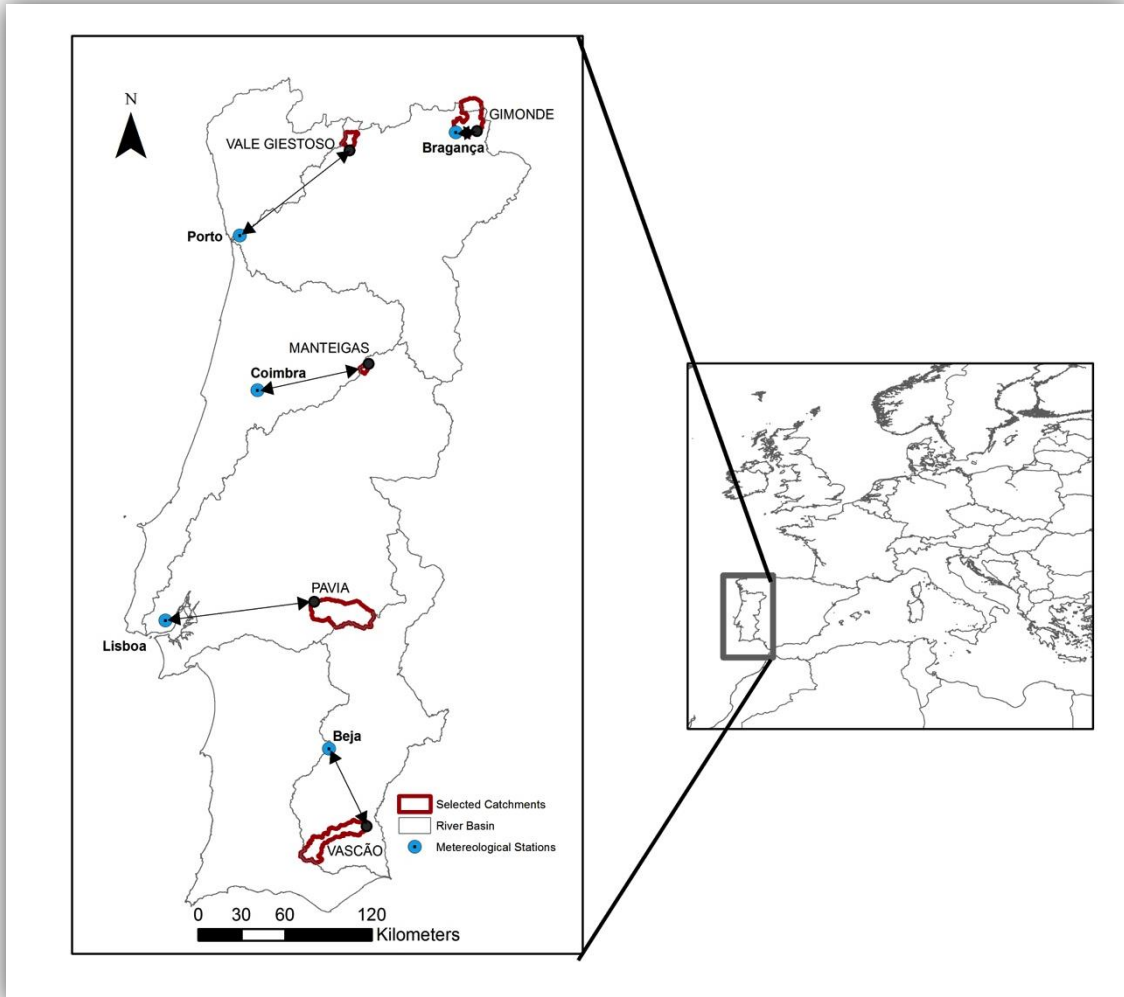 N
GIMONDE
VALE GIESTOSO
Bragança
Porto
MANTEIGAS
Coimbra
PAVIA
Lisboa
Beja
Selected Catchments
River Basin
Metereological Stations
VASCÃO
0 30 60 120
Kilometers